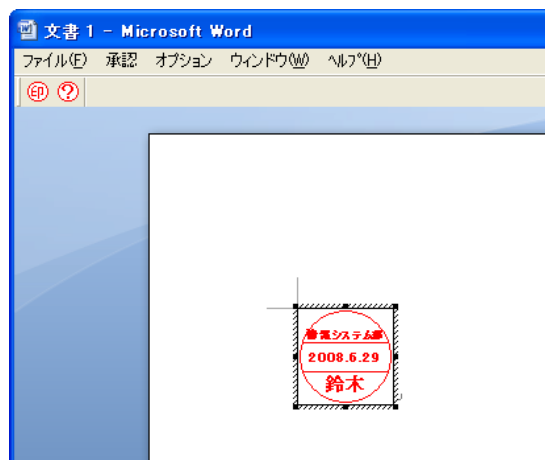 文書 1 - Microsoft Word
ファイル(F) 承認 オプション ウィンドウ(W) ヘルプ(H)
印 ?
システム部
2008.6.29
鈴木